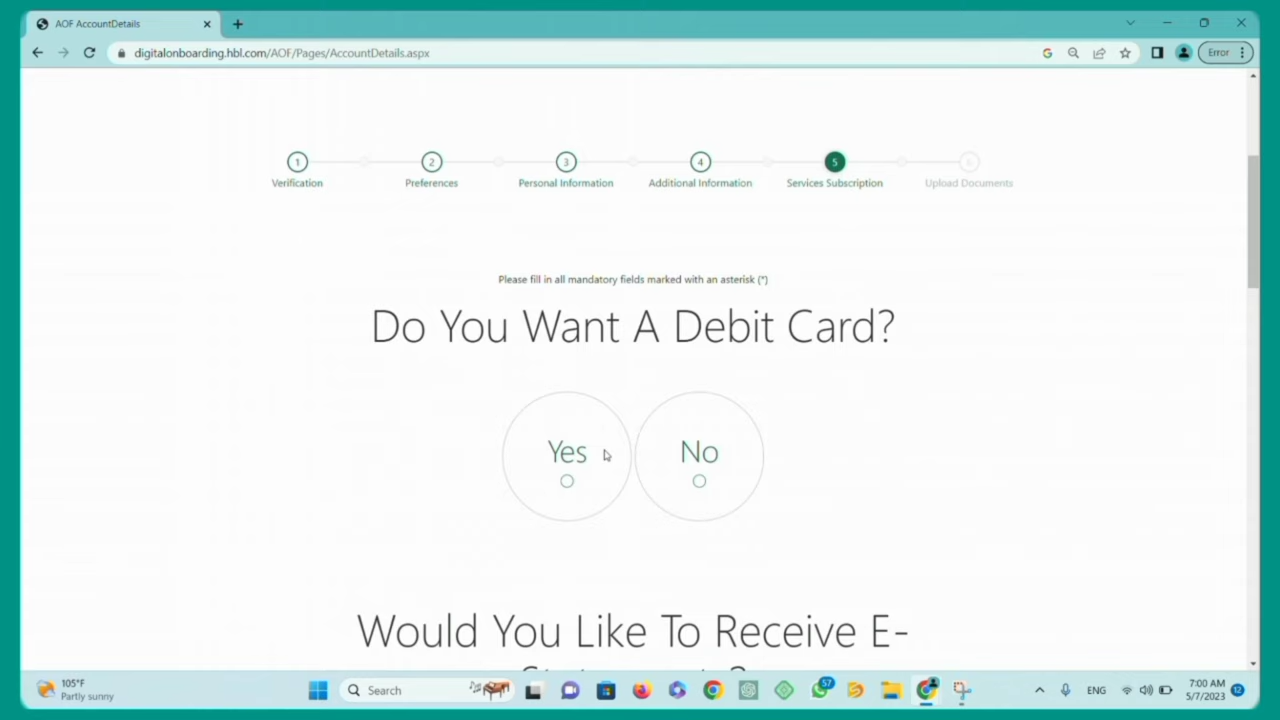 AOF AccountDetails
digitalonboarding.hbl.com/AOF/Pages/AccountDetails.aspx
Error
1 2 3 4 5 6
Verification Preferences Personal Information Additional Information Services Subscription Upload Documents
Please fill in all mandatory fields marked with an asterisk (*)
Do You Want A Debit Card?
Yes No
Would You Like To Receive E-
105°F
Partly sunny
Search
57
ENG
7:00 AM
5/7/2023
12